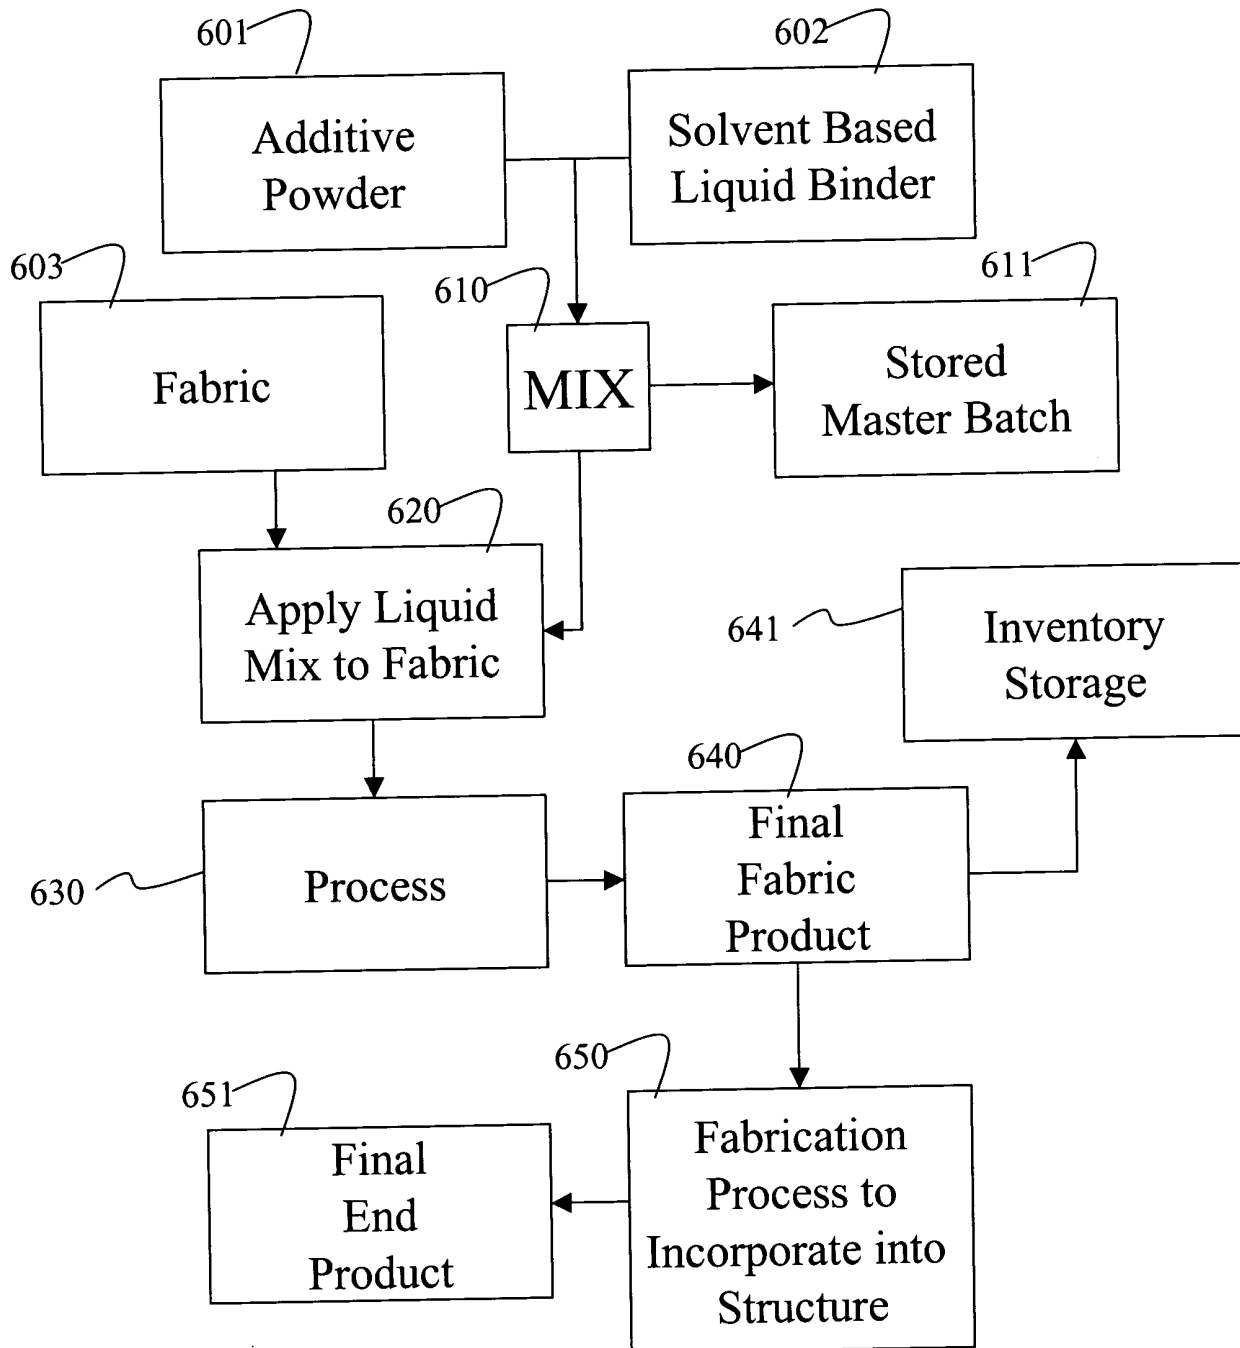 601
602
Additive
Powder
Solvent Based
Liquid Binder
603
610
611
Fabric
MIX
Stored
Master Batch
620
Apply Liquid
Mix to Fabric
641
Inventory
Storage
630
Process
640
Final
Fabric
Product
650
651
Final
End
Product
Fabrication
Process to
Incorporate into
Structure